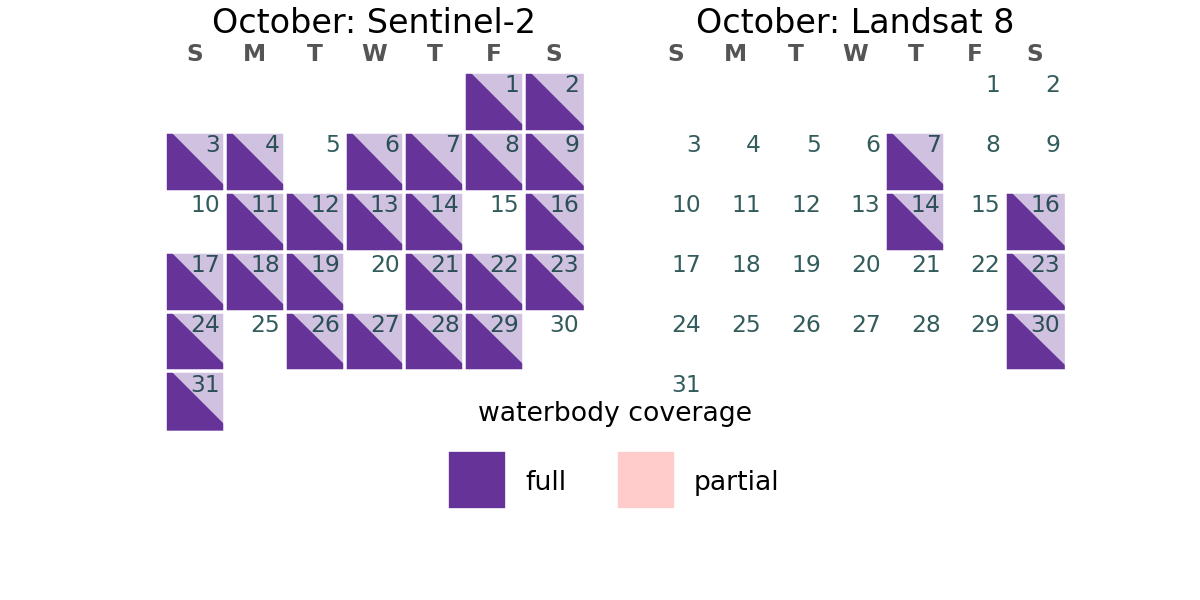 October: Sentinel-2
S M T W T F S
1 2
3 4 5 6 7 8 9
10 11 12 13 14 15 16
17 18 19 20 21 22 23
24 25 26 27 28 29 30
31
October: Landsat 8
S M T W T F S
1 2
3 4 5 6 7 8 9
10 11 12 13 14 15 16
17 18 19 20 21 22 23
24 25 26 27 28 29 30
31
waterbody coverage
full partial